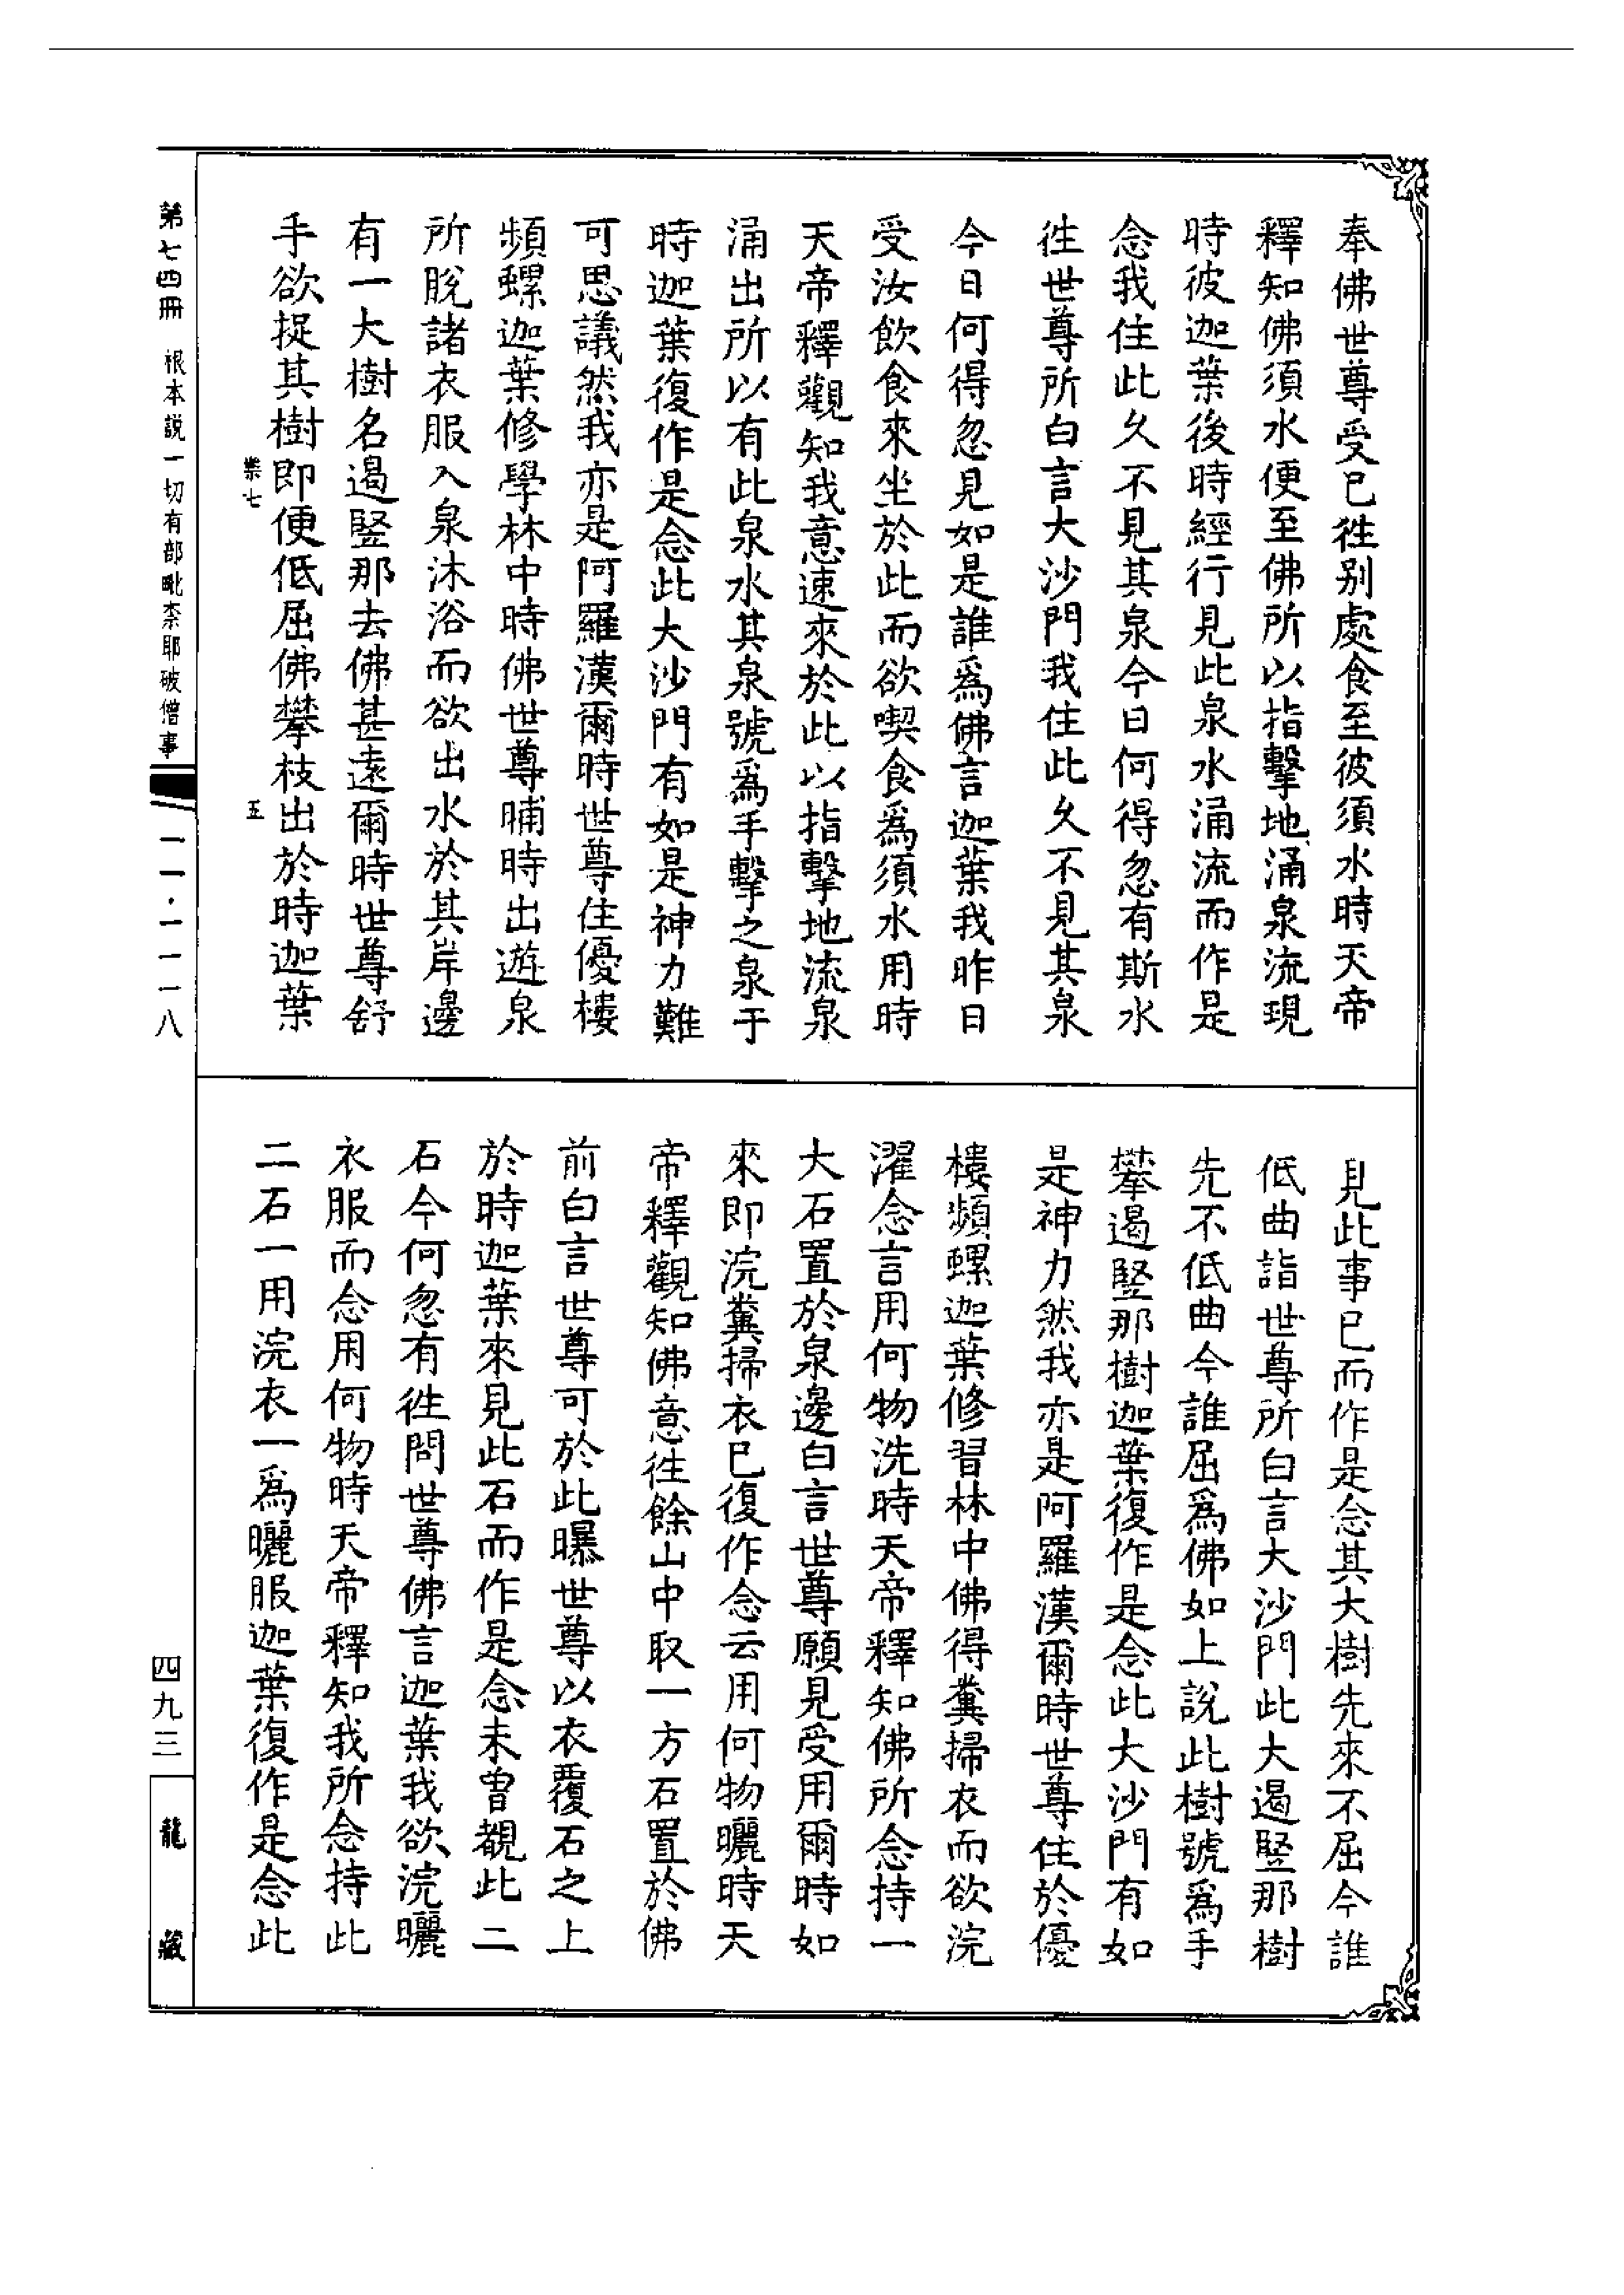 奉佛世尊受已徃別處食至彼須水時天帝
釋知佛須水便至佛所以指擊地涌泉流現
時彼迦葉後時經行見此泉水涌流而作是
念我住此久不見其泉今日何得忽有斯水
徃世尊所白言大沙門我住此久不見其泉
今日何得忽見如是誰爲佛言迦葉我昨日
受汝飲食來坐於此而欲喫食爲須水用時
天帝釋觀知我意速來於此以指擊地流泉
涌出所以有此泉水其泉號爲手擊之泉于
時迦葉復作是念此大沙門有如是神力難
可思議然我亦是阿羅漢爾時世尊住優樓
頻螺迦葉修學林中時佛世尊晡時出遊泉
所脫諸衣服入泉沐浴而欲出水於其岸邊
有一大樹名遏竪那去佛甚遠爾時世尊舒
手欲捉其樹即便低屈佛攀枝出於時迦葉
業七
五
見此事已而作是念其大樹先來不屈今誰
低曲詣世尊所白言大沙門此大遏竪那樹
先不低曲今誰屈爲佛如上說此樹號爲手
攀遏竪那樹迦葉復作是念此大沙門有如
是神力然我亦是阿羅漢爾時世尊住於優
樓頻螺迦葉修習林中佛得糞掃衣而欲浣
濯念言用何物洗時天帝釋知佛所念持一
大石置於泉邊白言世尊願見受用爾時如
來即浣糞掃衣已復作念云用何物曬時天
帝釋觀知佛意徃餘山中取一方石置於佛
前白言世尊可於此曝世尊以衣覆石之上
於時迦葉來見此石而作是念未曾覩此二
石今何忽有徃問世尊佛言迦葉我欲浣曬
衣服而念用何物時天帝釋知我所念持此
二石一用浣衣一爲曬服迦葉復作是念此
第七四冊 根本説一切有部毗柰耶破僧事
一一·一一一八
四九三
龍藏